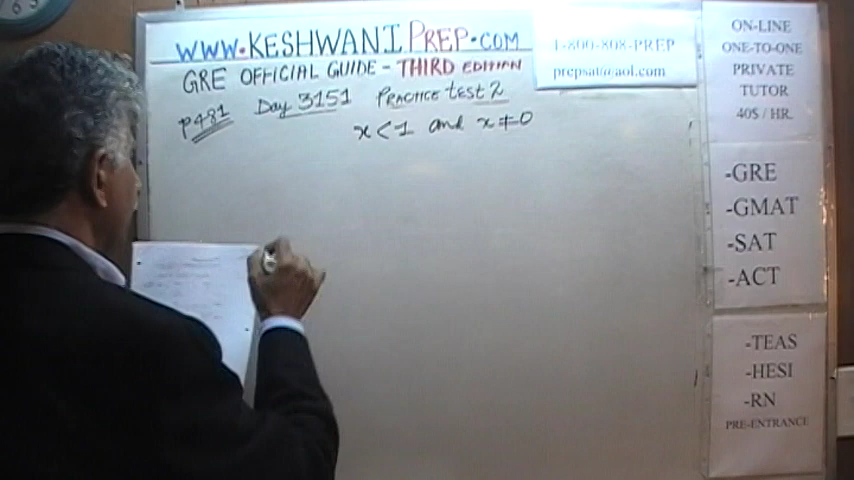 WWW.KESHWANIPREP.COM
GRE OFFICIAL GUIDE - THIRD EDITION
P481 Day 3151 PRACTICE test 2
x < 1 and x ≠ 0
1-800-808-PREP
prepsat@aol.com
ON-LINE
ONE-TO-ONE
PRIVATE
TUTOR
40$ / HR.
-GRE
-GMAT
-SAT
-ACT
-TEAS
-HESI
-RN
PRE-ENTRANCE